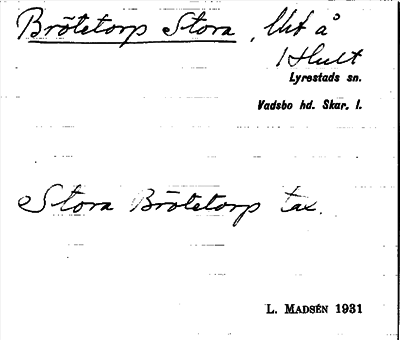 Brötetorp Stora, Utf å
1 Hult
Lyrestads sn.
Vadsbo hd. Skar. l.
Stora Brötetorp tax.
L. MADSÉN 1931